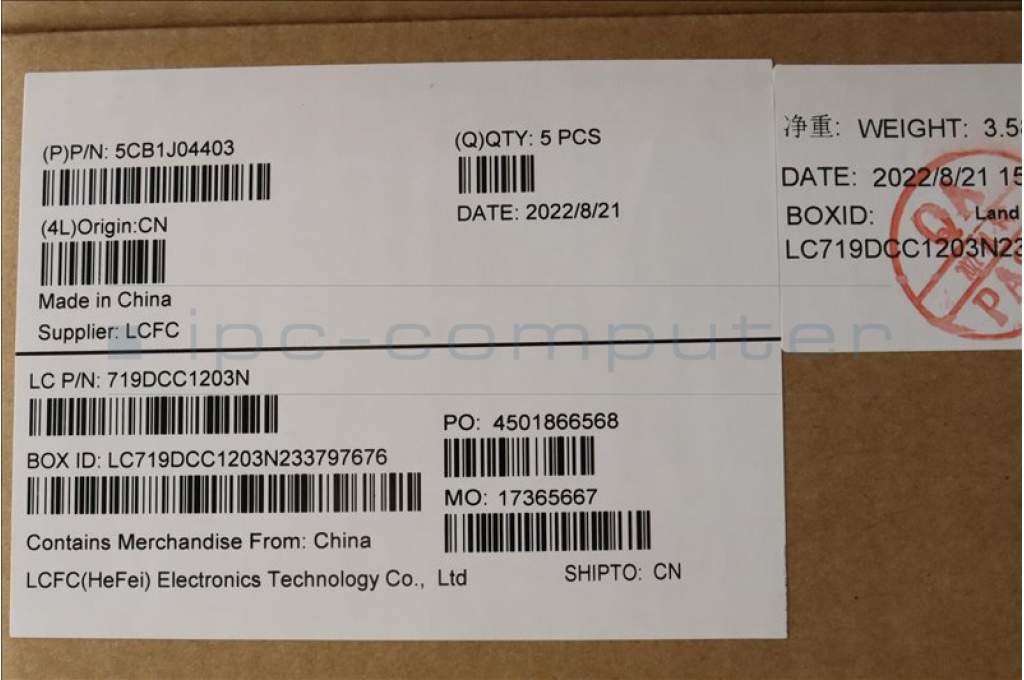 (P)P/N: 5CB1J04403
(Q)QTY: 5 PCS
(4L)Origin:CN
DATE: 2022/8/21
Made in China
Supplier: LCFC
LC P/N: 719DCC1203N
PO: 4501866568
BOX ID: LC719DCC1203N233797676
MO: 17365667
Contains Merchandise From: China
LCFC(HeFei) Electronics Technology Co., Ltd
SHIPTO: CN
净重: WEIGHT: 3.5
DATE: 2022/8/21 15
BOXID: Land
LC719DCC1203N23
QA
PAS
ipc-computer